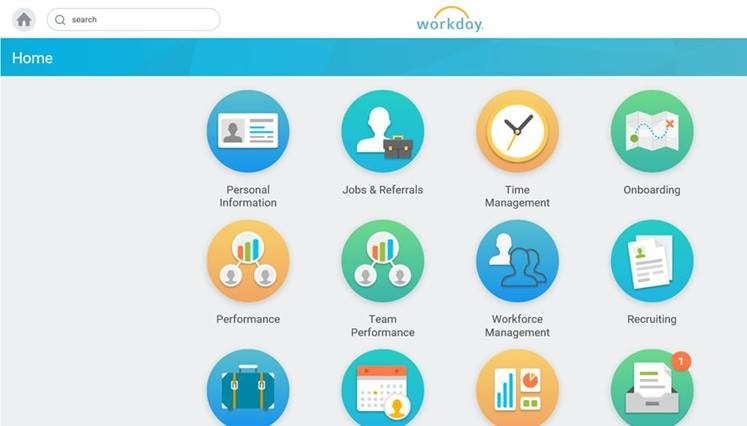 search
workday.
Home
Personal
Information
Jobs & Referrals
Time
Management
Onboarding
Performance
Team
Performance
Workforce
Management
Recruiting
1